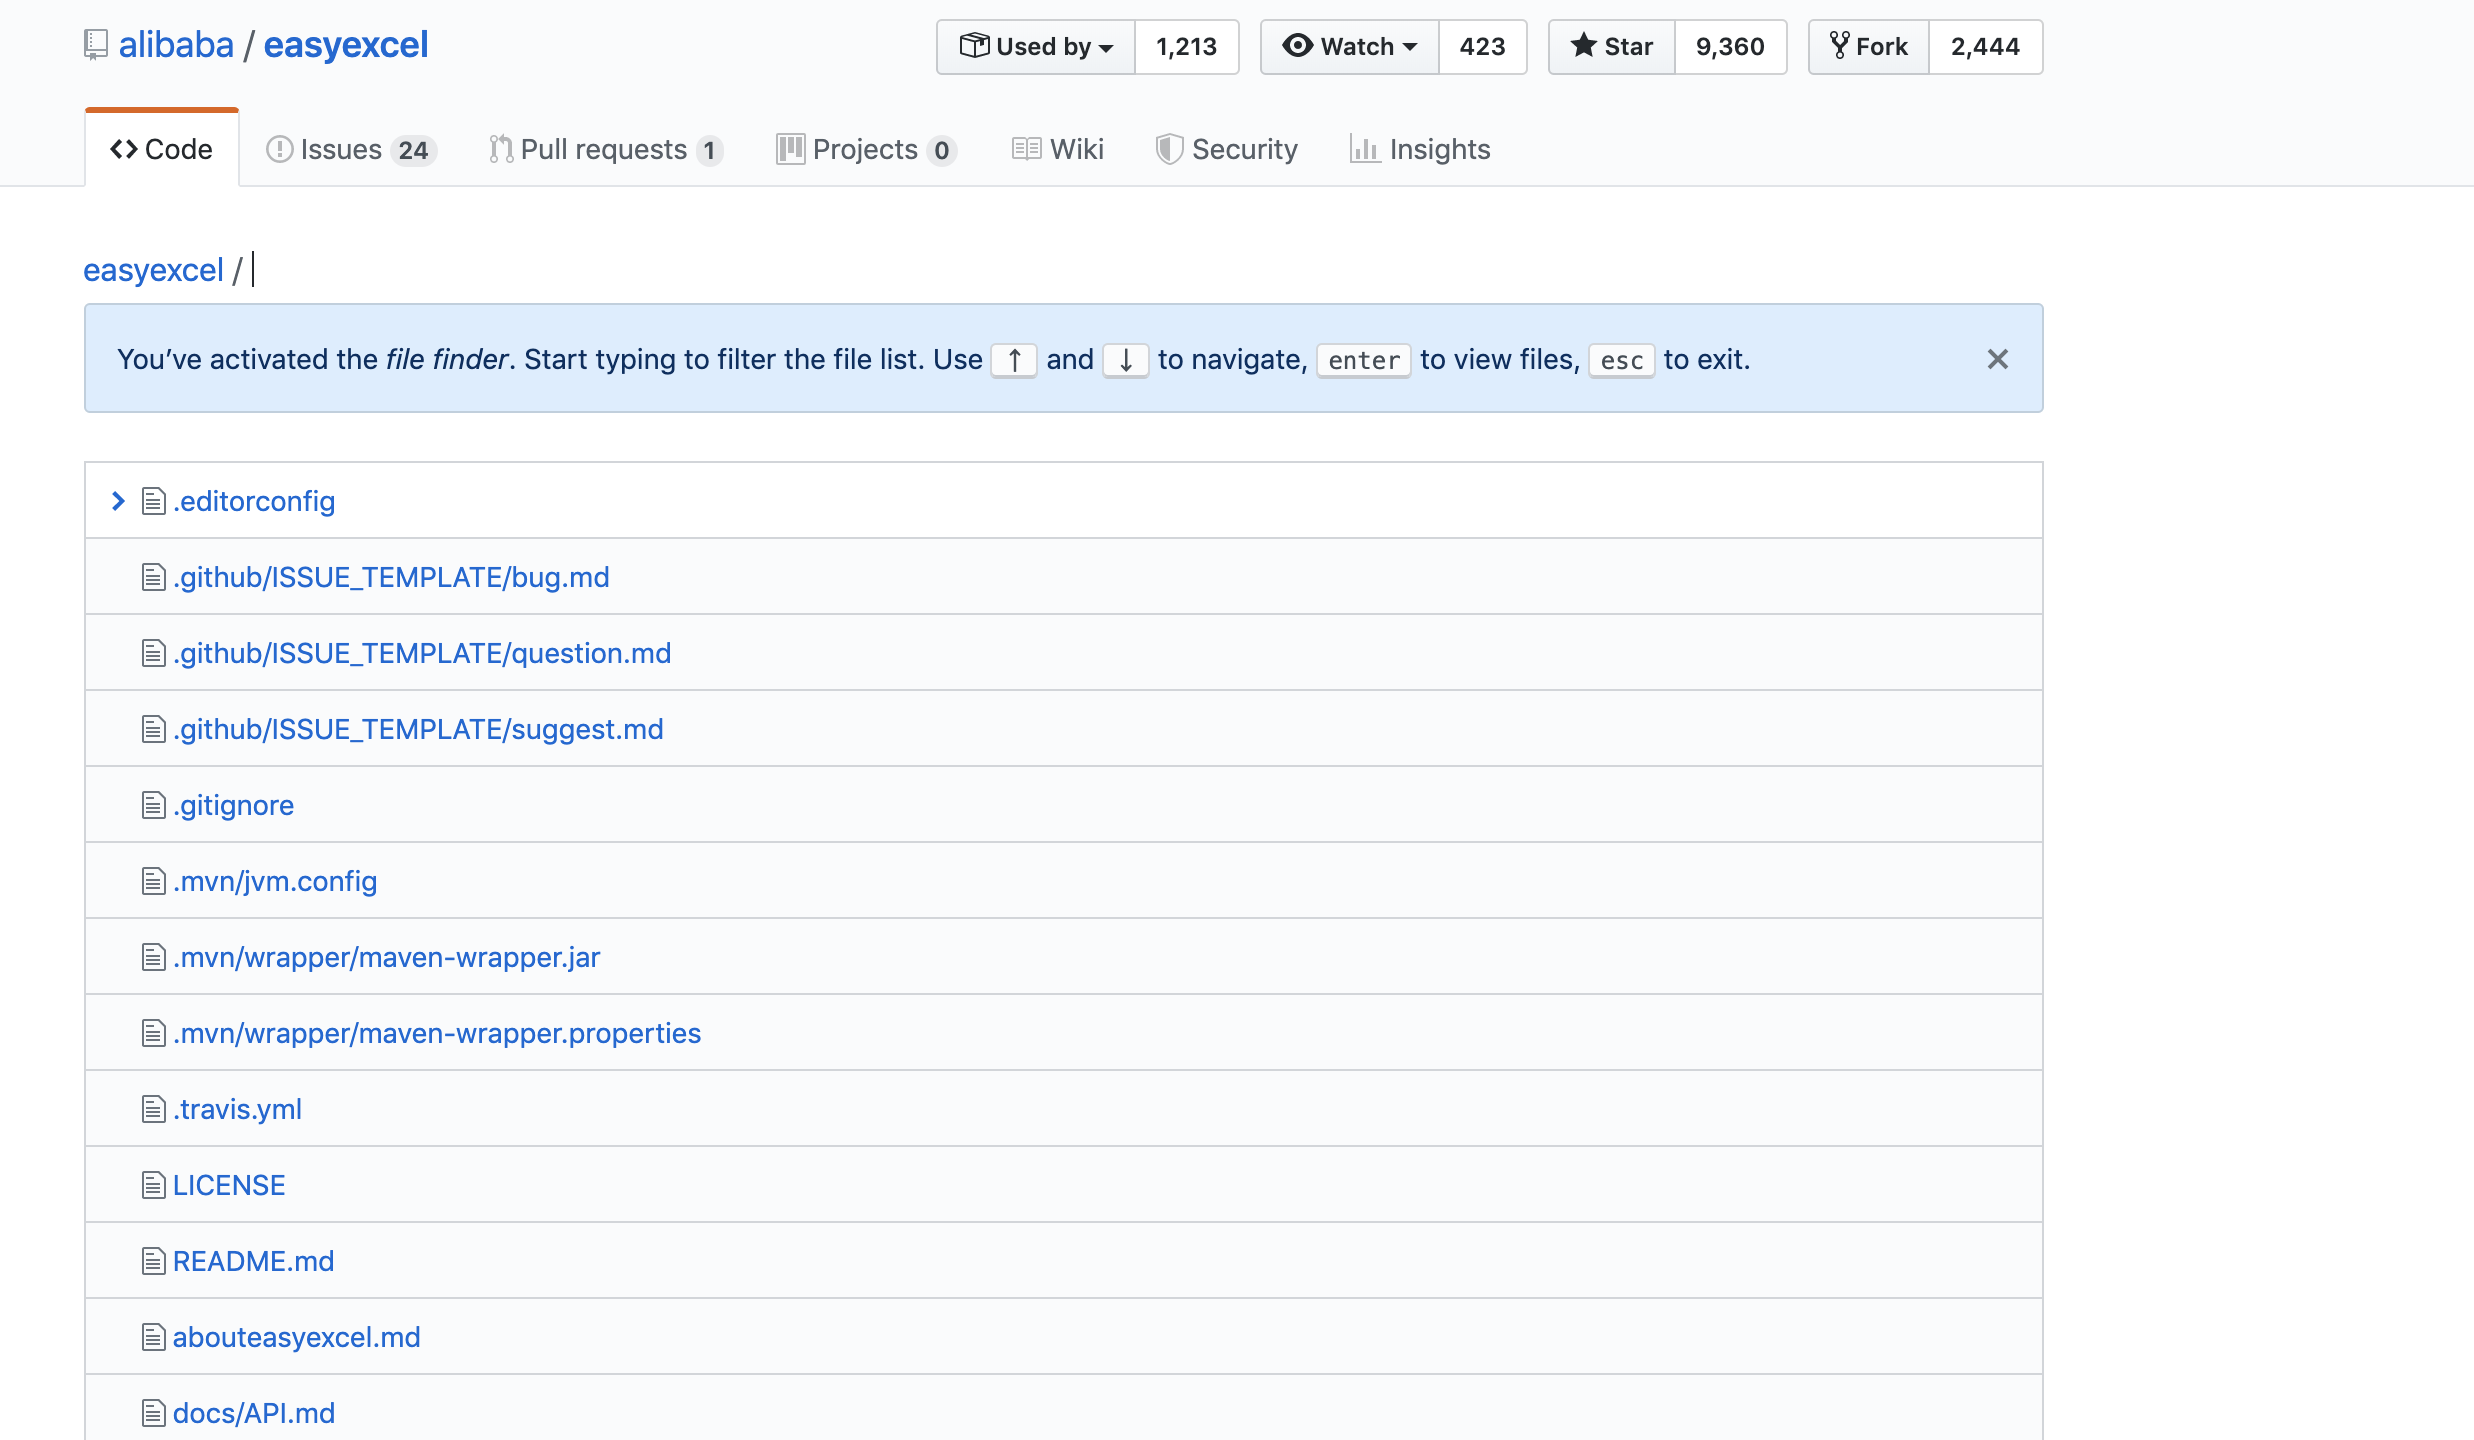 alibaba / easyexcel
Used by 1,213 Watch 423 Star 9,360 Fork 2,444
Code Issues 24 Pull requests 1 Projects 0 Wiki Security Insights
easyexcel /
You’ve activated the file finder. Start typing to filter the file list. Use ↑ and ↓ to navigate, enter to view files, esc to exit.
.editorconfig
.github/ISSUE_TEMPLATE/bug.md
.github/ISSUE_TEMPLATE/question.md
.github/ISSUE_TEMPLATE/suggest.md
.gitignore
.mvn/jvm.config
.mvn/wrapper/maven-wrapper.jar
.mvn/wrapper/maven-wrapper.properties
.travis.yml
LICENSE
README.md
abouteasyexcel.md
docs/API.md